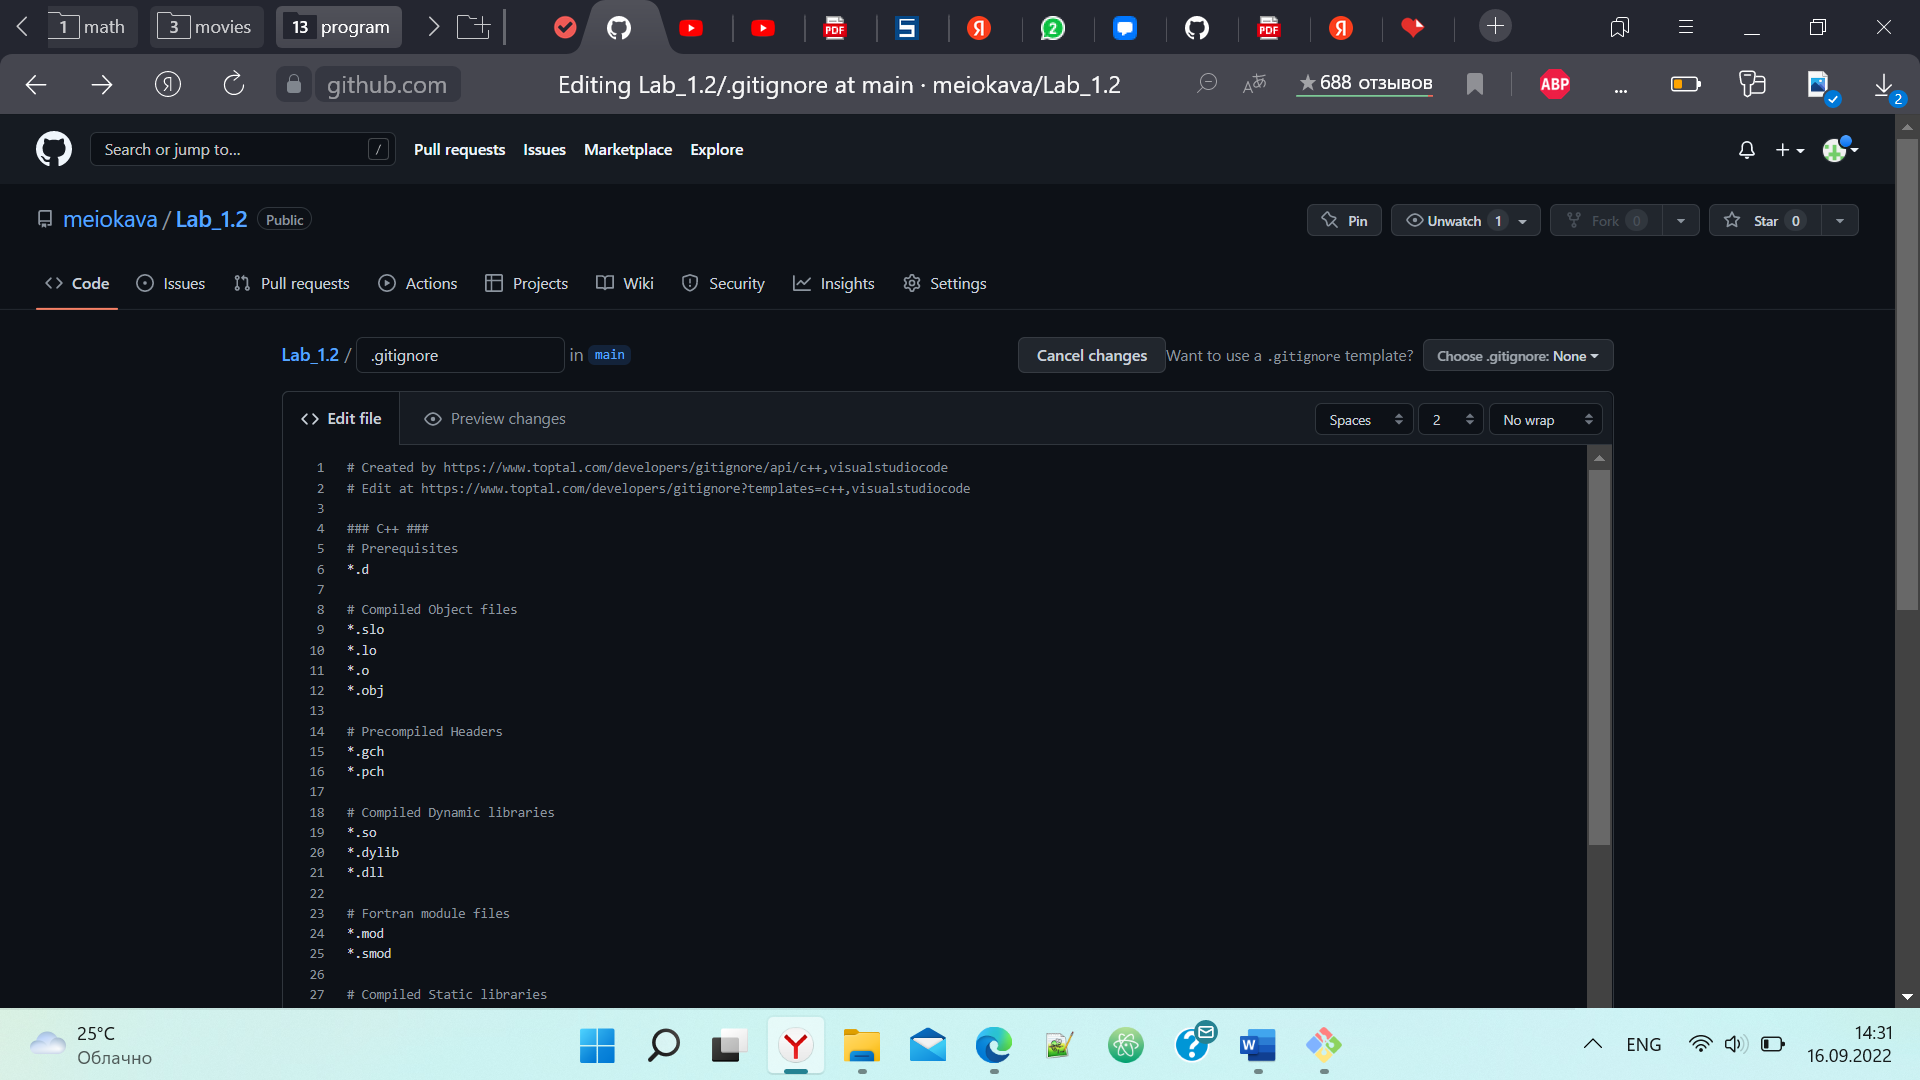 1 math 3 movies 13 program
PDF S Я 2 PDF Я
Я github.com Editing Lab_1.2/.gitignore at main · meiokava/Lab_1.2 ★688 отзывов ABP ... 2
Search or jump to... / Pull requests Issues Marketplace Explore
meiokava / Lab_1.2 Public Pin Unwatch 1 Fork 0 Star 0
Code Issues Pull requests Actions Projects Wiki Security Insights Settings
Lab_1.2 / .gitignore in main Cancel changes Want to use a .gitignore template? Choose .gitignore: None
Edit file Preview changes Spaces 2 No wrap
1 # Created by https://www.toptal.com/developers/gitignore/api/c++,visualstudiocode
2 # Edit at https://www.toptal.com/developers/gitignore?templates=c++,visualstudiocode
3
4 ### C++ ###
5 # Prerequisites
6 *.d
7
8 # Compiled Object files
9 *.slo
10 *.lo
11 *.o
12 *.obj
13
14 # Precompiled Headers
15 *.gch
16 *.pch
17
18 # Compiled Dynamic libraries
19 *.so
20 *.dylib
21 *.dll
22
23 # Fortran module files
24 *.mod
25 *.smod
26
27 # Compiled Static libraries
25°C
Облачно
Y ? W ENG
14:31
16.09.2022